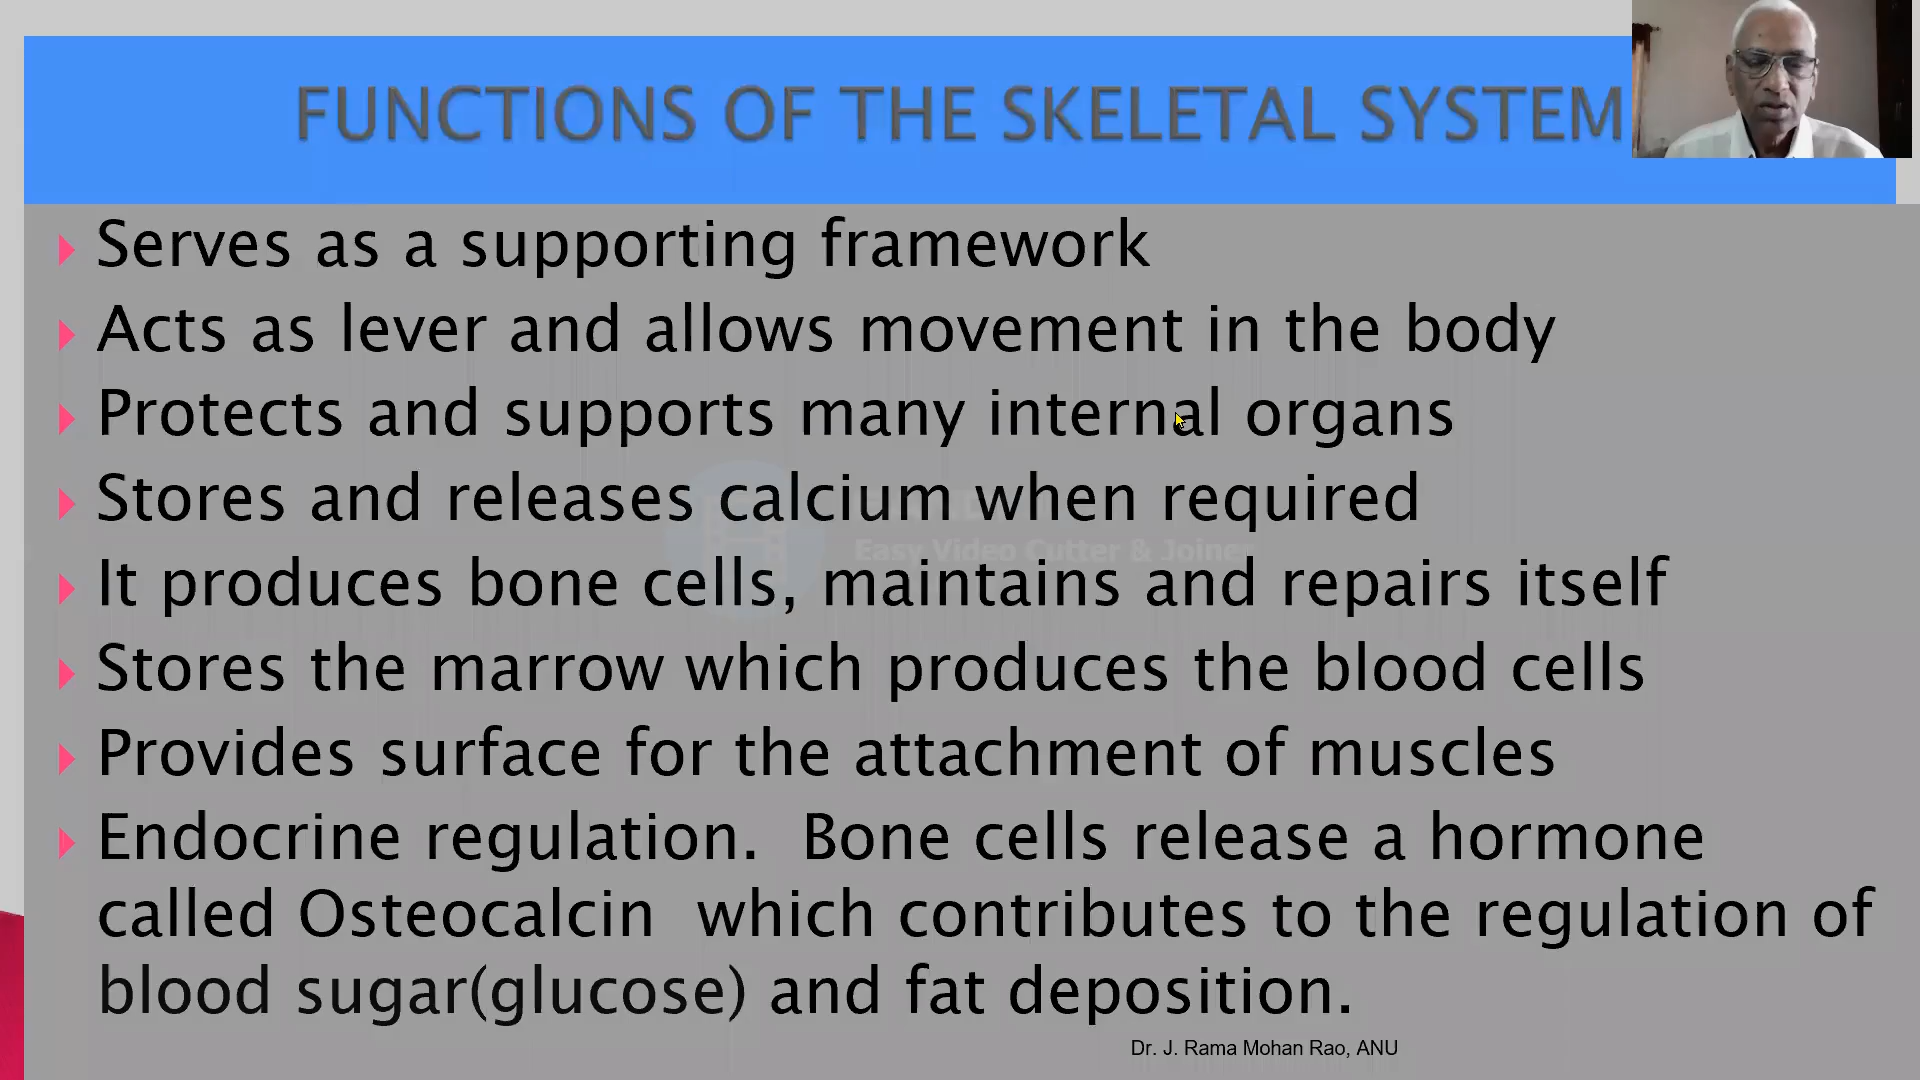 FUNCTIONS OF THE SKELETAL SYSTEM
Serves as a supporting framework
Acts as lever and allows movement in the body
Protects and supports many internal organs
Stores and releases calcium when required
Easy Video Cutter & Joiner
It produces bone cells, maintains and repairs itself
Stores the marrow which produces the blood cells
Provides surface for the attachment of muscles
Endocrine regulation.  Bone cells release a hormone
called Osteocalcin  which contributes to the regulation of
blood sugar(glucose) and fat deposition.
Dr. J. Rama Mohan Rao, ANU